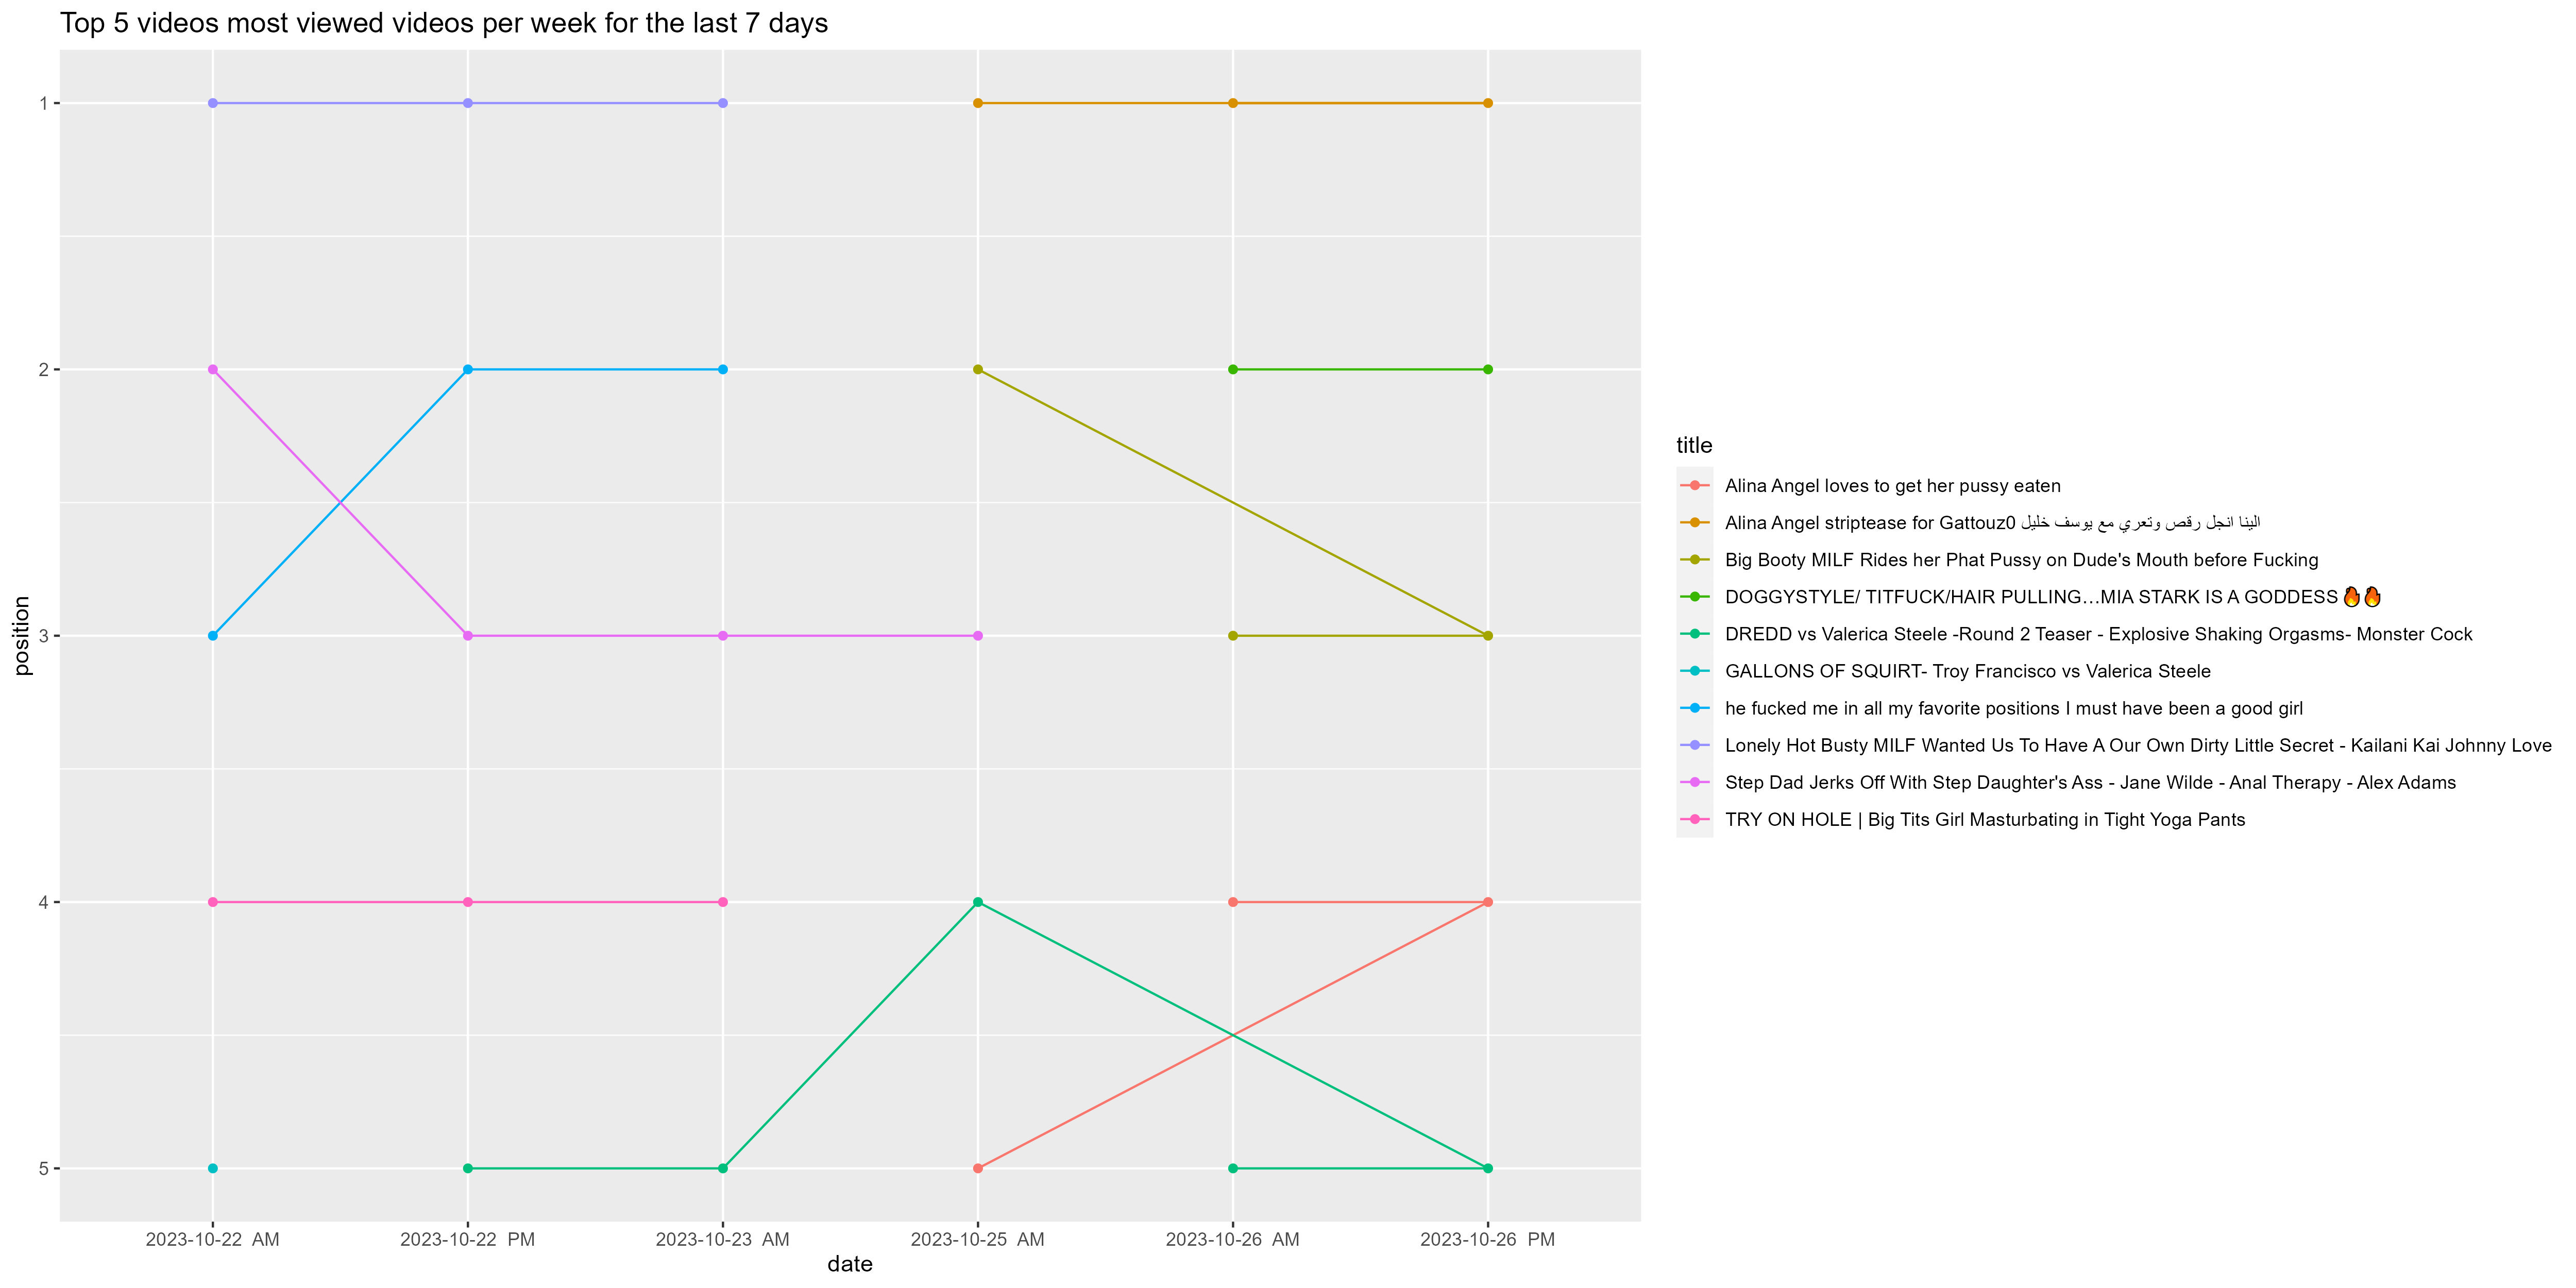 Top 5 videos most viewed videos per week for the last 7 days
position
1
2
3
4
5
2023-10-22 AM
2023-10-22 PM
2023-10-23 AM
2023-10-25 AM
2023-10-26 AM
2023-10-26 PM
date
title
Alina Angel loves to get her pussy eaten
Alina Angel striptease for Gattouz0 الينا انجل رقص وتعري مع يوسف خليل
Big Booty MILF Rides her Phat Pussy on Dude's Mouth before Fucking
DOGGYSTYLE/ TITFUCK/HAIR PULLING…MIA STARK IS A GODDESS 🔥🔥
DREDD vs Valerica Steele -Round 2 Teaser - Explosive Shaking Orgasms- Monster Cock
GALLONS OF SQUIRT- Troy Francisco vs Valerica Steele
he fucked me in all my favorite positions I must have been a good girl
Lonely Hot Busty MILF Wanted Us To Have A Our Own Dirty Little Secret - Kailani Kai Johnny Love
Step Dad Jerks Off With Step Daughter's Ass - Jane Wilde - Anal Therapy - Alex Adams
TRY ON HOLE | Big Tits Girl Masturbating in Tight Yoga Pants